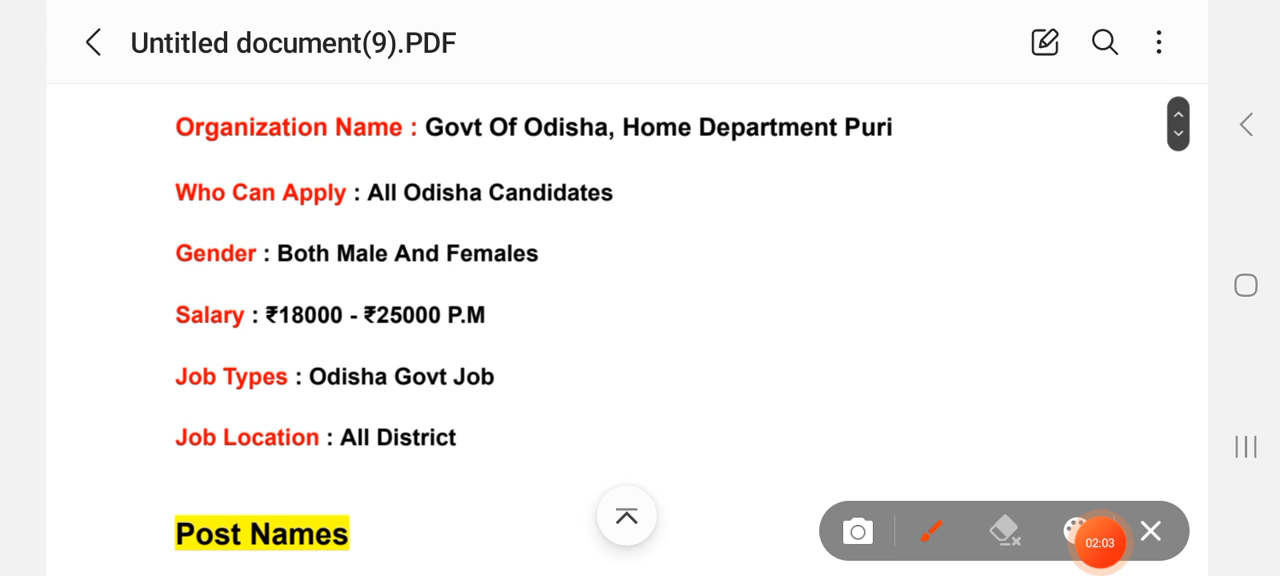 Untitled document(9).PDF
Organization Name : Govt Of Odisha, Home Department Puri
Who Can Apply : All Odisha Candidates
Gender : Both Male And Females
Salary : ₹18000 - ₹25000 P.M
Job Types : Odisha Govt Job
Job Location : All District
Post Names
02:03